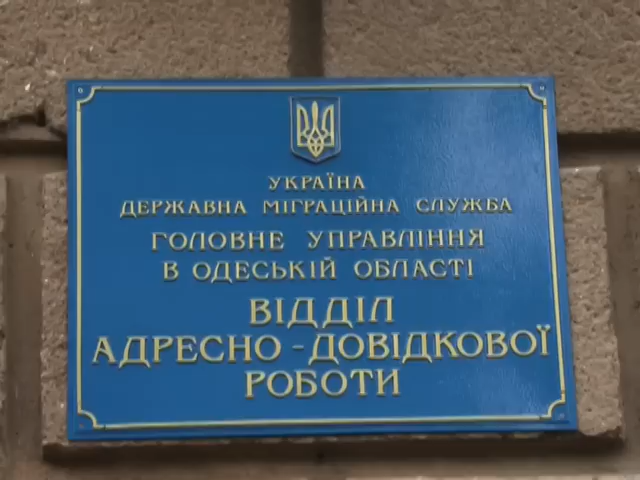 УКРАЇНА
ДЕРЖАВНА МІГРАЦІЙНА СЛУЖБА
ГОЛОВНЕ УПРАВЛІННЯ
В ОДЕСЬКІЙ ОБЛАСТІ
ВІДДІЛ
АДРЕСНО - ДОВІДКОВОЇ
РОБОТИ